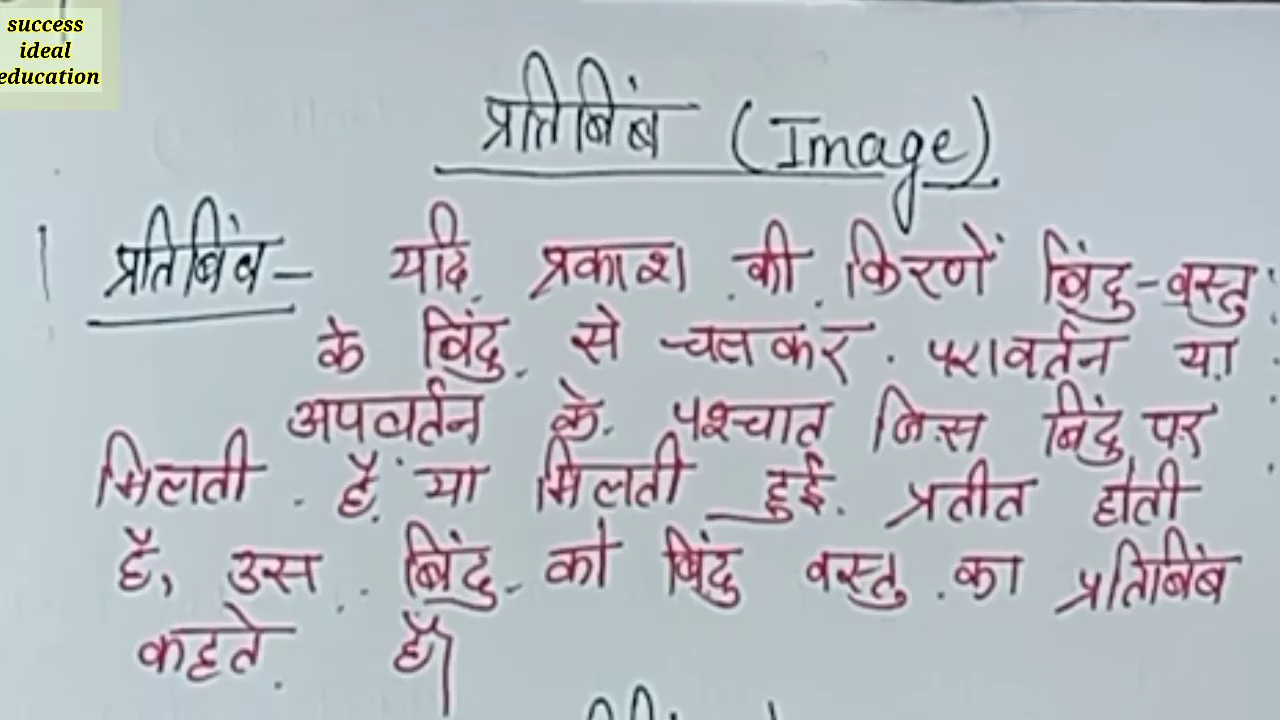 success
ideal
education
प्रतिबिंब (Image)
प्रतिबिंब – यदि प्रकाश की किरणें बिंदु-वस्तु
के बिंदु से चलकर परावर्तन या
अपवर्तन के पश्चात जिस बिंदु पर
मिलती है या मिलती हुई प्रतीत होती
है, उस बिंदु को बिंदु वस्तु का प्रतिबिंब
कहते हैं।